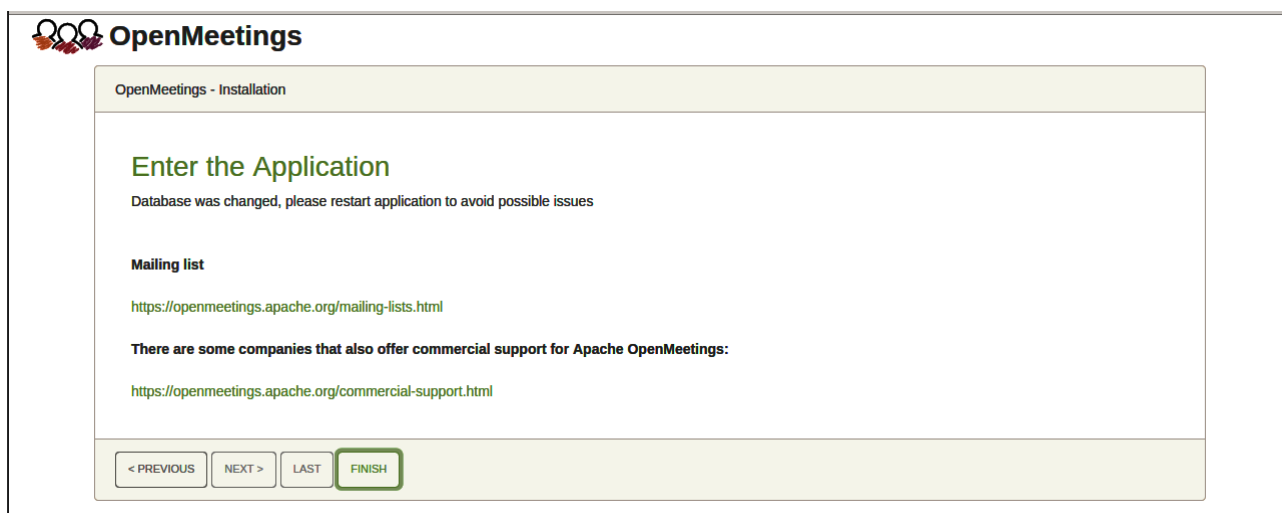 OpenMeetings
OpenMeetings - Installation
Enter the Application
Database was changed, please restart application to avoid possible issues
Mailing list
https://openmeetings.apache.org/mailing-lists.html
There are some companies that also offer commercial support for Apache OpenMeetings:
https://openmeetings.apache.org/commercial-support.html
< PREVIOUS NEXT > LAST FINISH